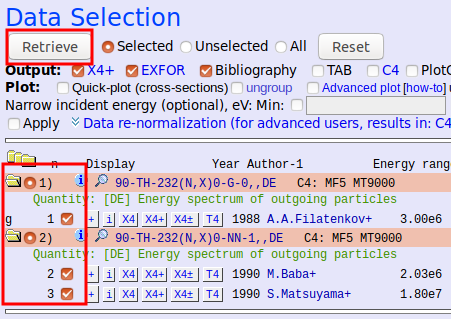 Data Selection
Retrieve Selected Unselected All Reset
Output: X4+ EXFOR Bibliography TAB C4 PlotC
Plot: Quick-plot (cross-sections) ungroup Advanced plot [how-to] u
Narrow incident energy (optional), eV: Min:
Apply Data re-normalization (for advanced users, results in: C4
n Display Year Author-1 Energy rang
1) i 90-TH-232(N,X)0-G-0,,DE C4: MF5 MT9000
Quantity: [DE] Energy spectrum of outgoing particles
g 1 + i X4 X4+ X4± T4 1988 A.A.Filatenkov+ 3.00e6
2) i 90-TH-232(N,X)0-NN-1,,DE C4: MF5 MT9000
Quantity: [DE] Energy spectrum of outgoing particles
2 + i X4 X4+ X4± T4 1990 M.Baba+ 2.03e6
3 + i X4 X4+ X4± T4 1990 S.Matsuyama+ 1.80e7